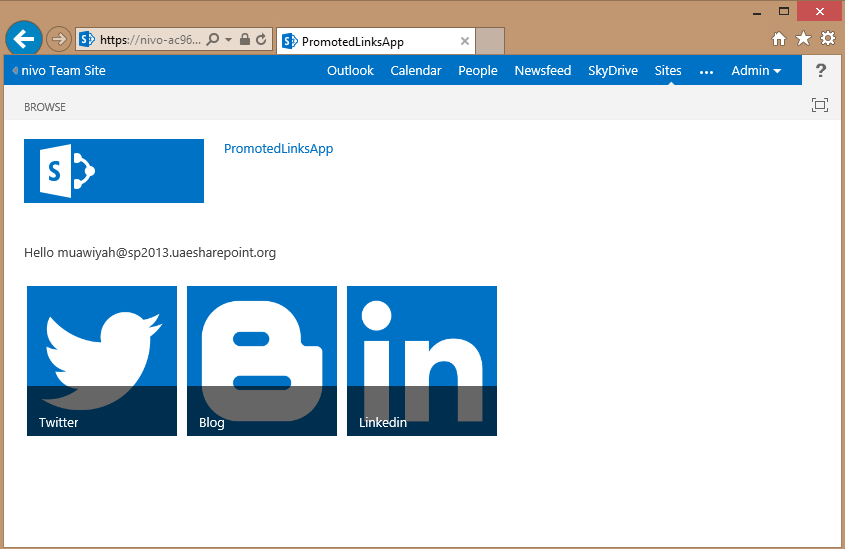 https://nivo-ac96... PromotedLinksApp
nivo Team Site Outlook Calendar People Newsfeed SkyDrive Sites ... Admin ?
BROWSE
S PromotedLinksApp
Hello muawiyah@sp2013.uaesharepoint.org
in
Twitter Blog Linkedin